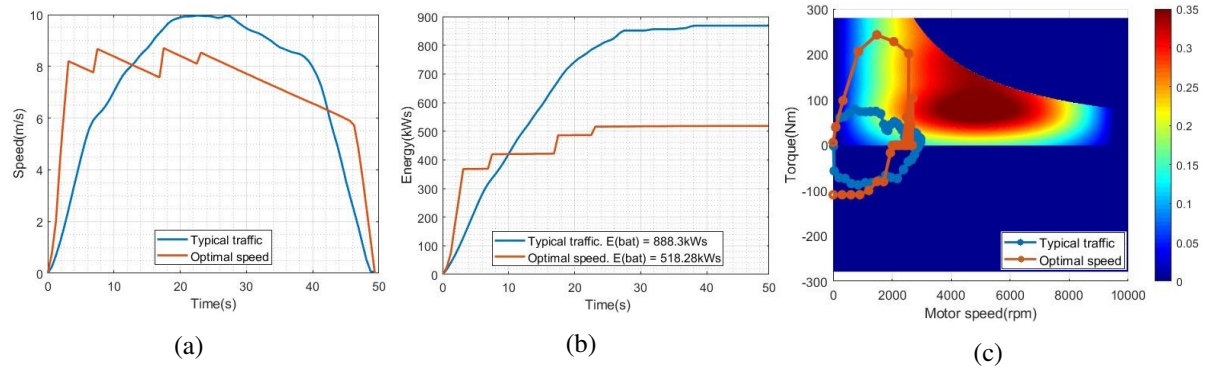 10
8
6
4
2
0
Speed(m/s)
Typical traffic
Optimal speed
0 10 20 30 40 50
Time(s)
(a)
900
800
700
600
500
400
300
200
100
0
Energy(kWs)
Typical traffic. E(bat) = 888.3kWs
Optimal speed. E(bat) = 518.28kWs
0 10 20 30 40 50
Time(s)
(b)
300
200
100
0
-100
-200
-300
Torque(Nm)
Typical traffic
Optimal speed
0 2000 4000 6000 8000 10000
Motor speed(rpm)
0.35
0.3
0.25
0.2
0.15
0.1
0.05
0
(c)